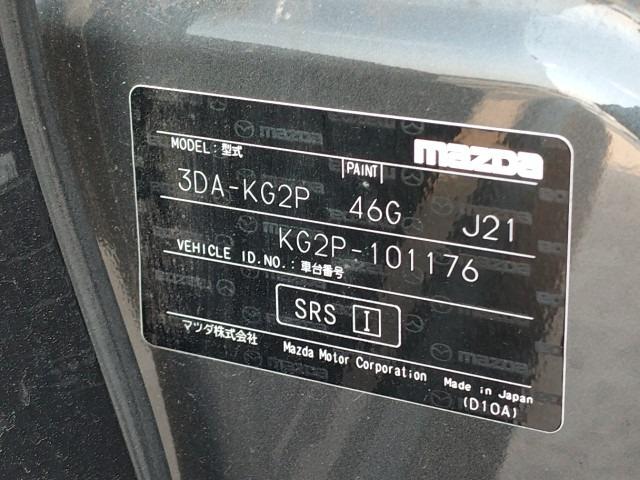 mazda
MODEL: 型式 PAINT
3DA-KG2P 46G J21
KG2P-101176
VEHICLE ID.NO.: 車台番号
SRS I
マツダ株式会社
Mazda Motor Corporation Made in Japan
(D10A)